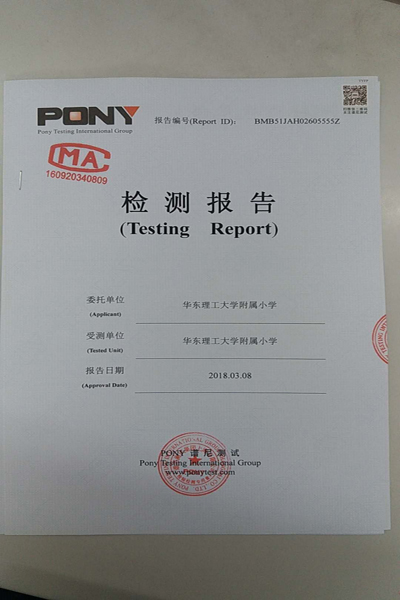 PONY
Pony Testing International Group
报告编号(Report ID): BMB51JAH02605555Z
MA
160920340809
检测报告
(Testing Report)
委托单位 华东理工大学附属小学
(Applicant)
受测单位 华东理工大学附属小学
(Tested Unit)
报告日期 2018.03.08
(Approval Date)
PONY 谱尼测试
Pony Testing International Group
www.ponytest.com